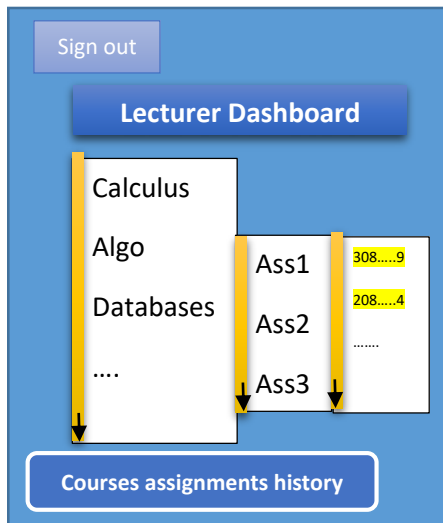 Sign out
Lecturer Dashboard
Calculus
Algo
Databases
....
Ass1
Ass2
Ass3
308.....9
208.....4
.......
Courses assignments history